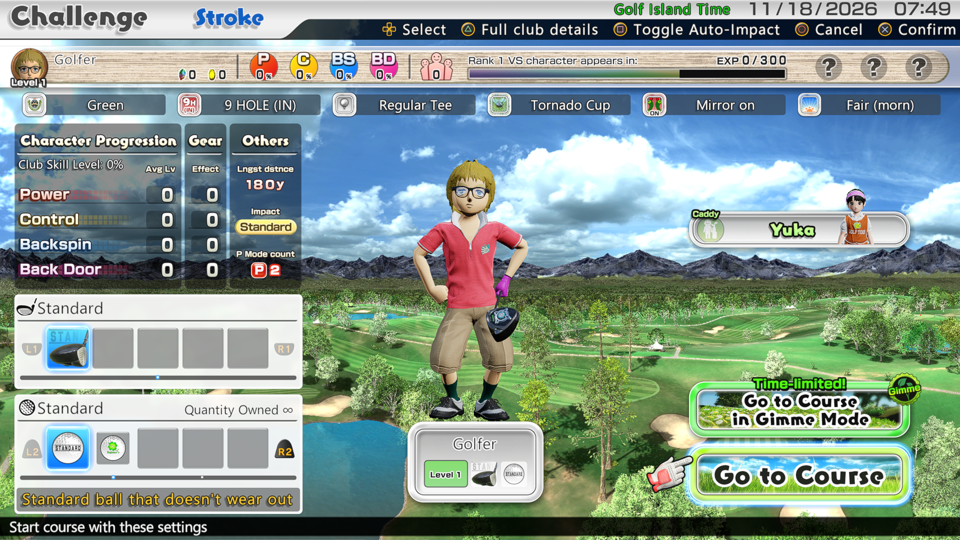 Challenge Stroke
Golf Island Time 11/18/2026 07:49
Select Full club details Toggle Auto-Impact Cancel Confirm
Golfer
Level 1
0 0
P 0 C 0 BS 0 BD 0
0
Rank 1 VS character appears in: EXP 0 / 300
? ? ?
Green
9H (IN) 9 HOLE (IN)
Regular Tee
Tornado Cup
ON Mirror on
Fair (morn)
Character Progression Gear Others
Club Skill Level: 0% Avg Lv Effect Lngst dstnce
180y
Power 0 0
Control 0 0
Backspin 0 0
Back Door 0 0
Impact
Standard
P Mode count
P 2
Caddy
Yuka
Standard
L1 STAN R1
Standard Quantity Owned ∞
L2 STANDARD R2
Standard ball that doesn't wear out
Golfer
Level 1 STANDARD
Time-limited! Gimme
Go to Course
in Gimme Mode
Go to Course
Start course with these settings